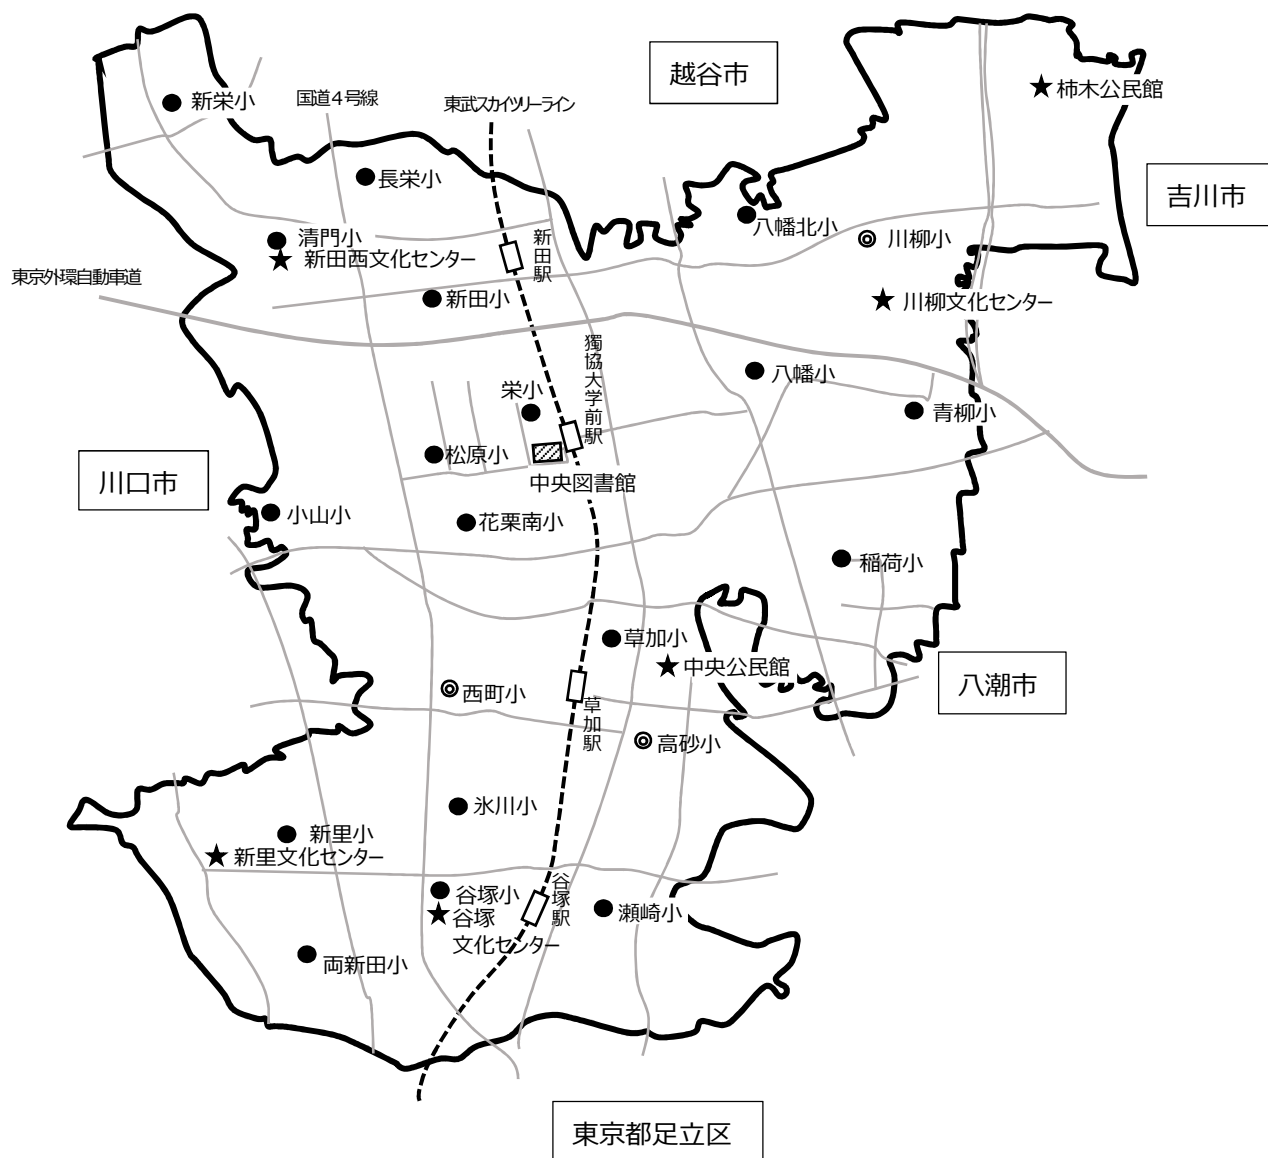 越谷市
柿木公民館
新栄小
国道４号線
東武スカイツリーライン
長栄小
吉川市
八幡北小
川柳小
清門小
新田西文化センター
新田駅
東京外環自動車道
新田小
川柳文化センター
獨協大学前駅
八幡小
栄小
青柳小
松原小
川口市
中央図書館
小山小
花栗南小
稲荷小
草加小
中央公民館
八潮市
西町小
草加駅
高砂小
氷川小
新里小
新里文化センター
谷塚駅
谷塚小
谷塚
文化センター
瀬崎小
両新田小
東京都足立区